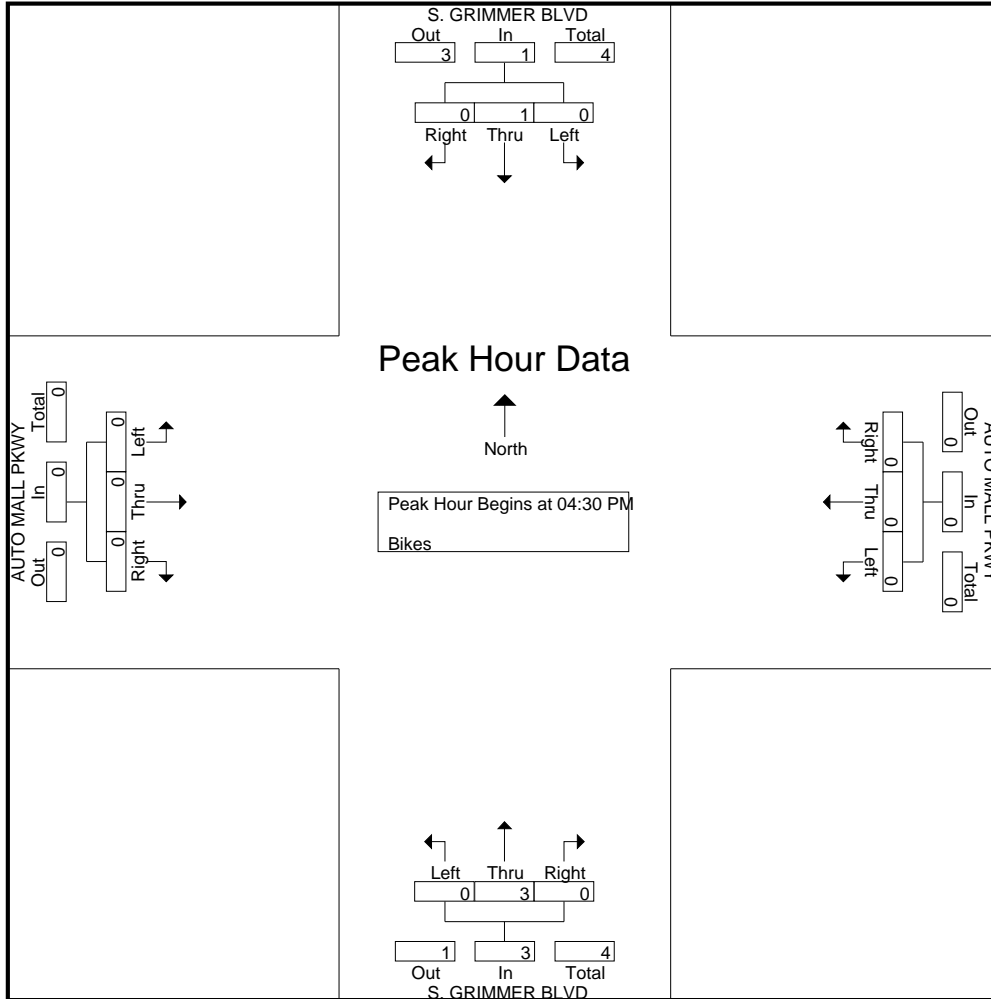 S. GRIMMER BLVD
Out In Total
3 1 4
0 1 0
Right Thru Left
Peak Hour Data
North
Peak Hour Begins at 04:30 PM
Bikes
AUTO MALL PKWY
Out In Total
0 0 0
0 0 0
Right Thru Left
AUTO MALL PKWY
Out In Total
0 0 0
0 0 0
Right Thru Left
Left Thru Right
0 3 0
1 3 4
Out In Total
S. GRIMMER BLVD